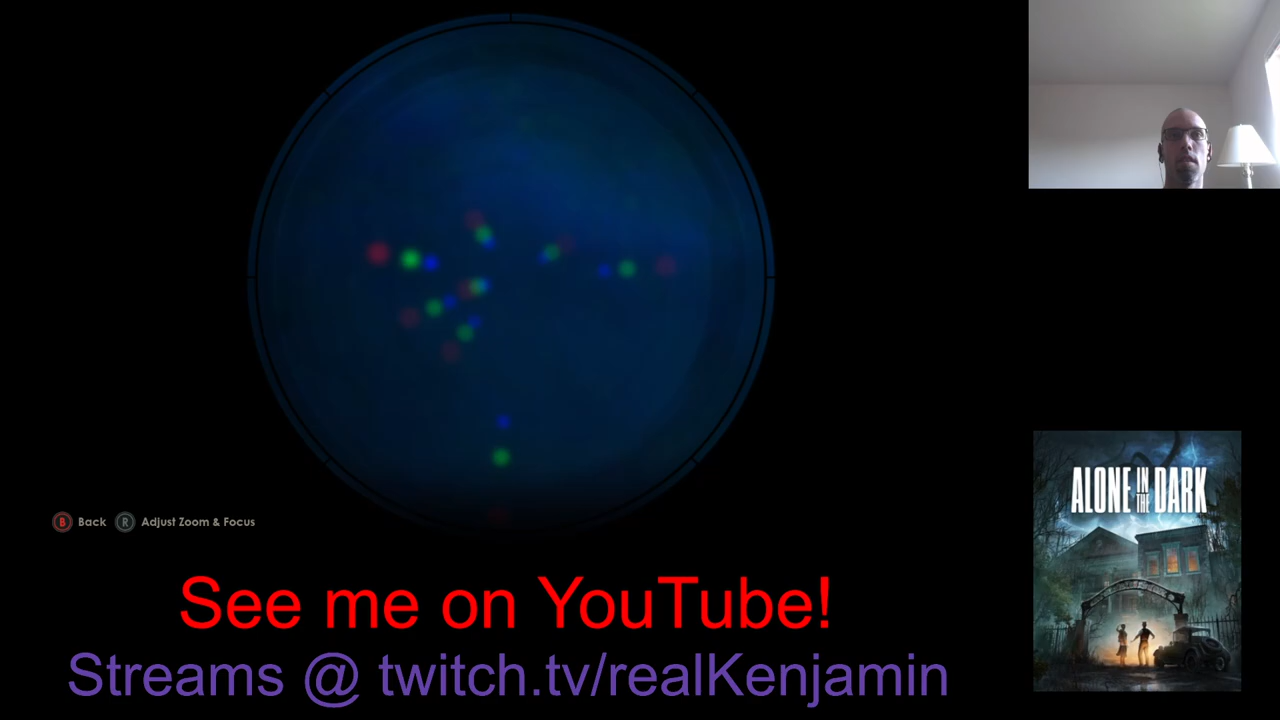 B Back R Adjust Zoom & Focus
ALONE IN THE DARK
See me on YouTube!
Streams @ twitch.tv/realKenjamin